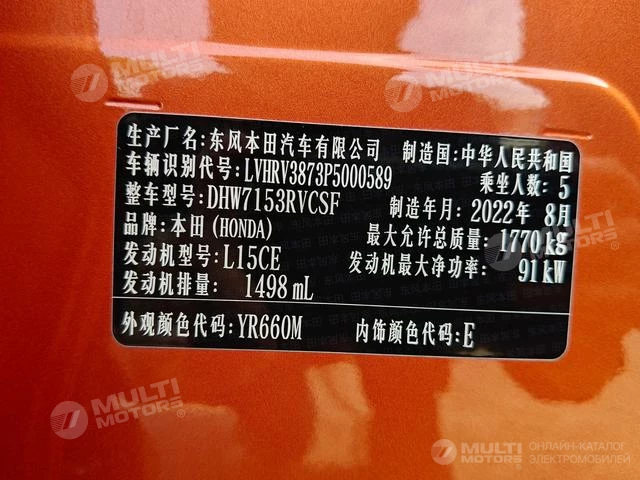 MULTI MOTORS
MULTI MOTORS
生产厂名:东风本田汽车有限公司 制造国:中华人民共和国
车辆识别代号:LVHRV3873P5000589 乘坐人数:5
整车型号:DHW7153RVCSF 制造年月:2022年 8月
品牌:本田(HONDA) 最大允许总质量:1770kg
发动机型号:L15CE 发动机最大净功率: 91kW
发动机排量: 1498mL
外观颜色代码:YR660M 内饰颜色代码:E
MULTI MOTORS
MULTI MOTORS
MULTI MOTORS ОНЛАЙН-КАТАЛОГ ЭЛЕКТРОМОБИЛЕЙ